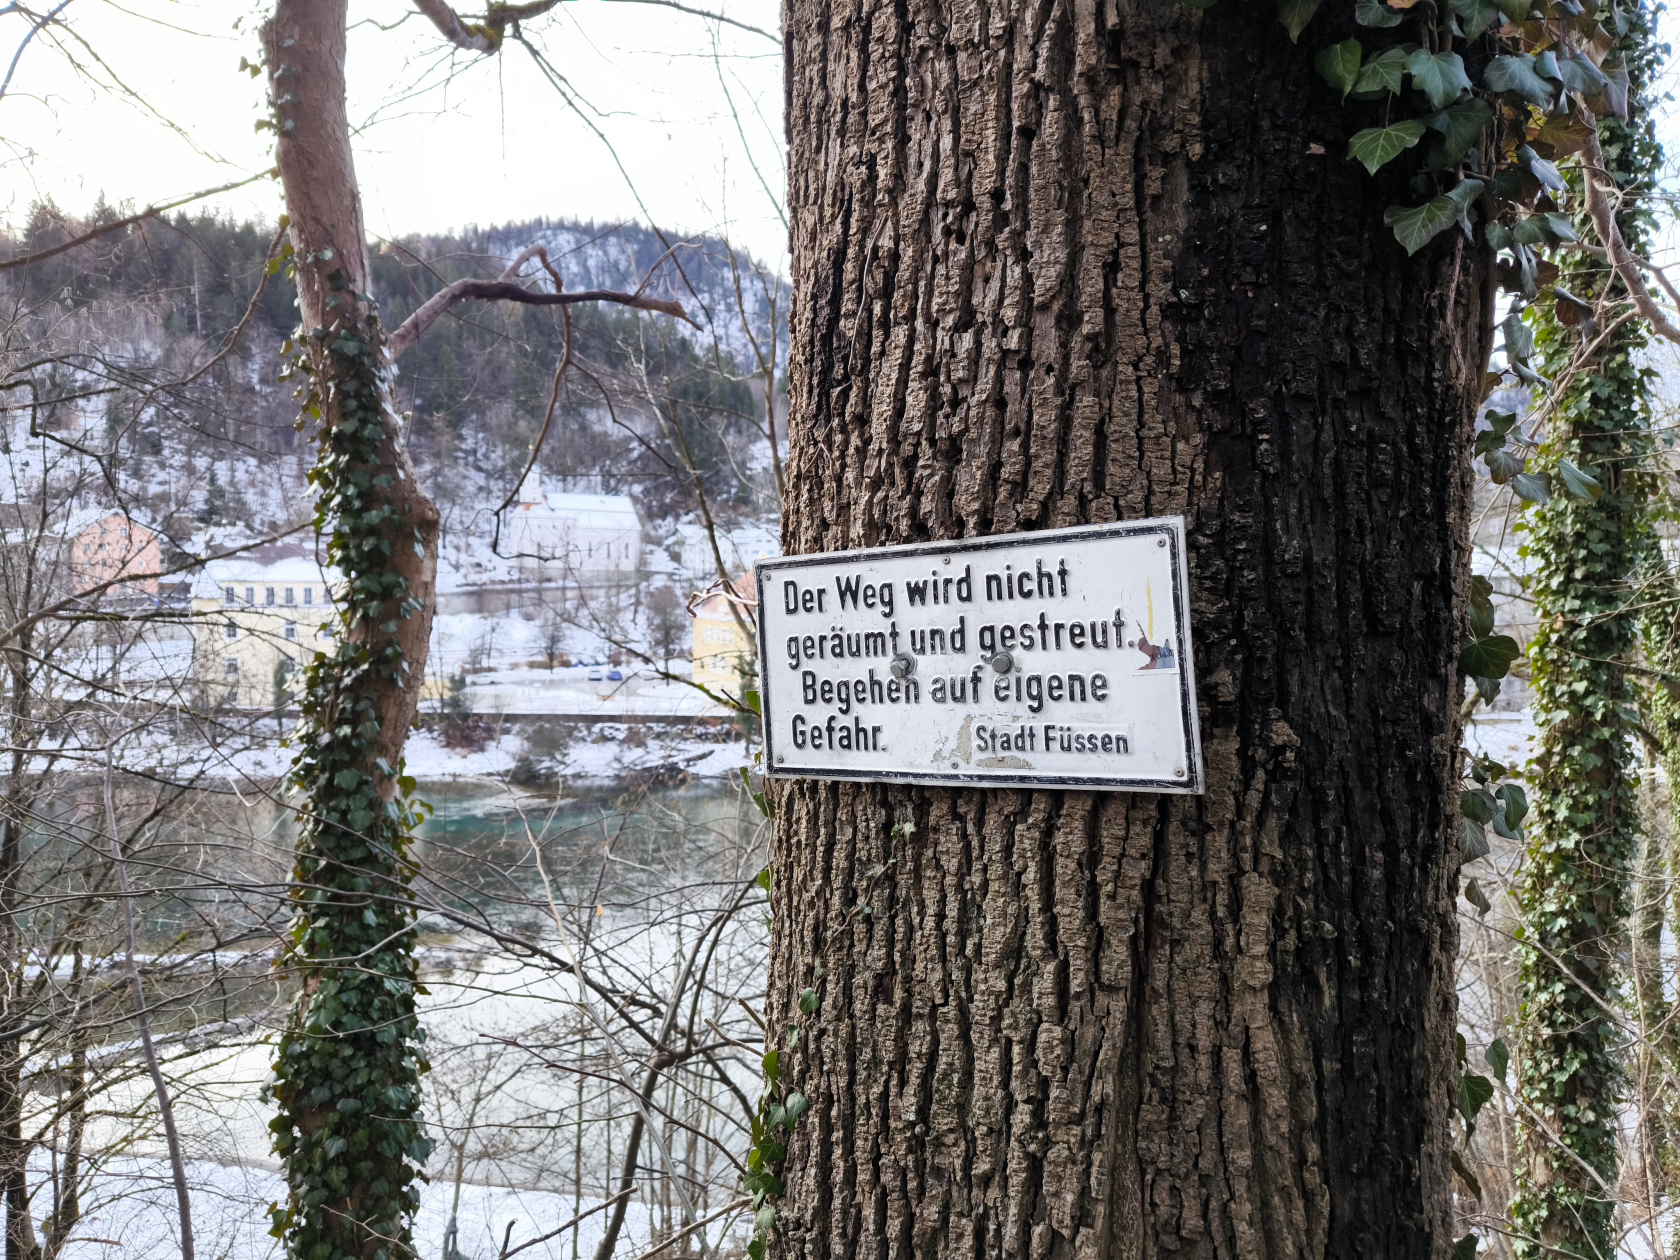 Der Weg wird nicht
geräumt und gestreut.
Begehen auf eigene
Gefahr.
Stadt Füssen